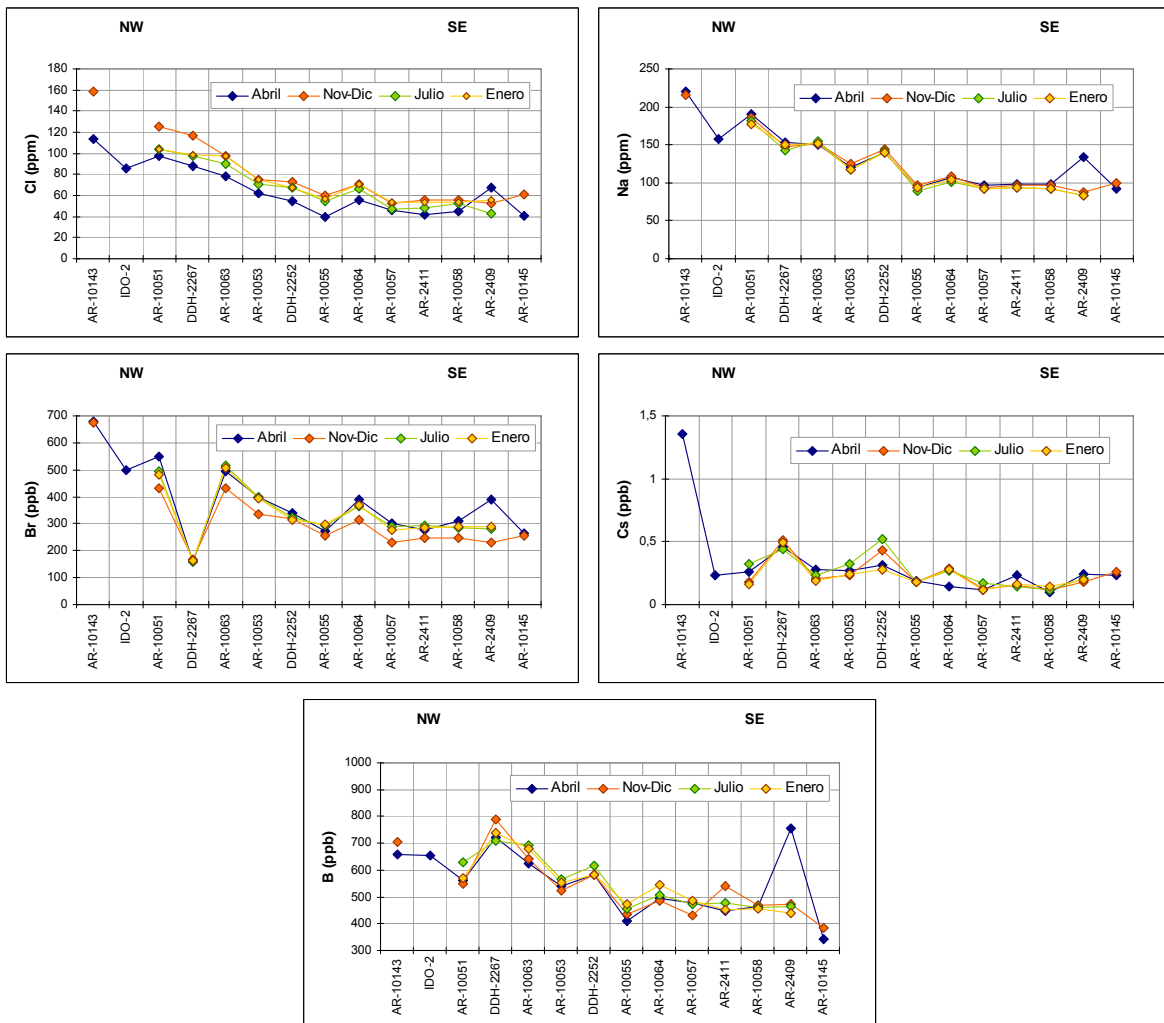 NW SE
Cl (ppm)
180
160
140
120
100
80
60
40
20
0
Abril Nov-Dic Julio Enero
AR-10143
IDO-2
AR-10051
DDH-2267
AR-10063
AR-10053
DDH-2252
AR-10055
AR-10064
AR-10057
AR-2411
AR-10058
AR-2409
AR-10145
NW SE
Na (ppm)
250
200
150
100
50
0
Abril Nov-Dic Julio Enero
AR-10143
IDO-2
AR-10051
DDH-2267
AR-10063
AR-10053
DDH-2252
AR-10055
AR-10064
AR-10057
AR-2411
AR-10058
AR-2409
AR-10145
NW SE
Br (ppb)
700
600
500
400
300
200
100
0
Abril Nov-Dic Julio Enero
AR-10143
IDO-2
AR-10051
DDH-2267
AR-10063
AR-10053
DDH-2252
AR-10055
AR-10064
AR-10057
AR-2411
AR-10058
AR-2409
AR-10145
NW SE
Cs (ppb)
1,5
1
0,5
0
Abril Nov-Dic Julio Enero
AR-10143
IDO-2
AR-10051
DDH-2267
AR-10063
AR-10053
DDH-2252
AR-10055
AR-10064
AR-10057
AR-2411
AR-10058
AR-2409
AR-10145
NW SE
B (ppb)
1000
900
800
700
600
500
400
300
Abril Nov-Dic Julio Enero
AR-10143
IDO-2
AR-10051
DDH-2267
AR-10063
AR-10053
DDH-2252
AR-10055
AR-10064
AR-10057
AR-2411
AR-10058
AR-2409
AR-10145